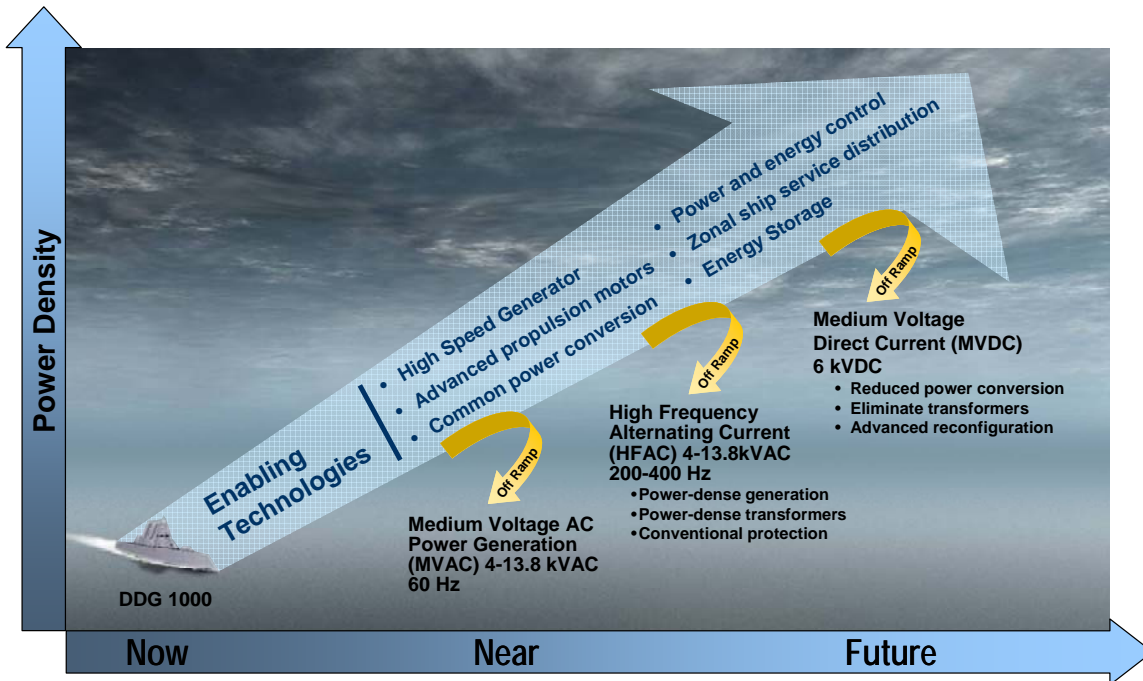 Power Density
Enabling
Technologies
• High Speed Generator
• Advanced propulsion motors
• Common power conversion
• Power and energy control
• Zonal ship service distribution
• Energy Storage
Off Ramp
Medium Voltage AC
Power Generation
(MVAC) 4-13.8 kVAC
60 Hz
Off Ramp
High Frequency
Alternating Current
(HFAC) 4-13.8kVAC
200-400 Hz
•Power-dense generation
•Power-dense transformers
•Conventional protection
Off Ramp
Medium Voltage
Direct Current (MVDC)
6 kVDC
• Reduced power conversion
• Eliminate transformers
• Advanced reconfiguration
DDG 1000
Now
Near
Future